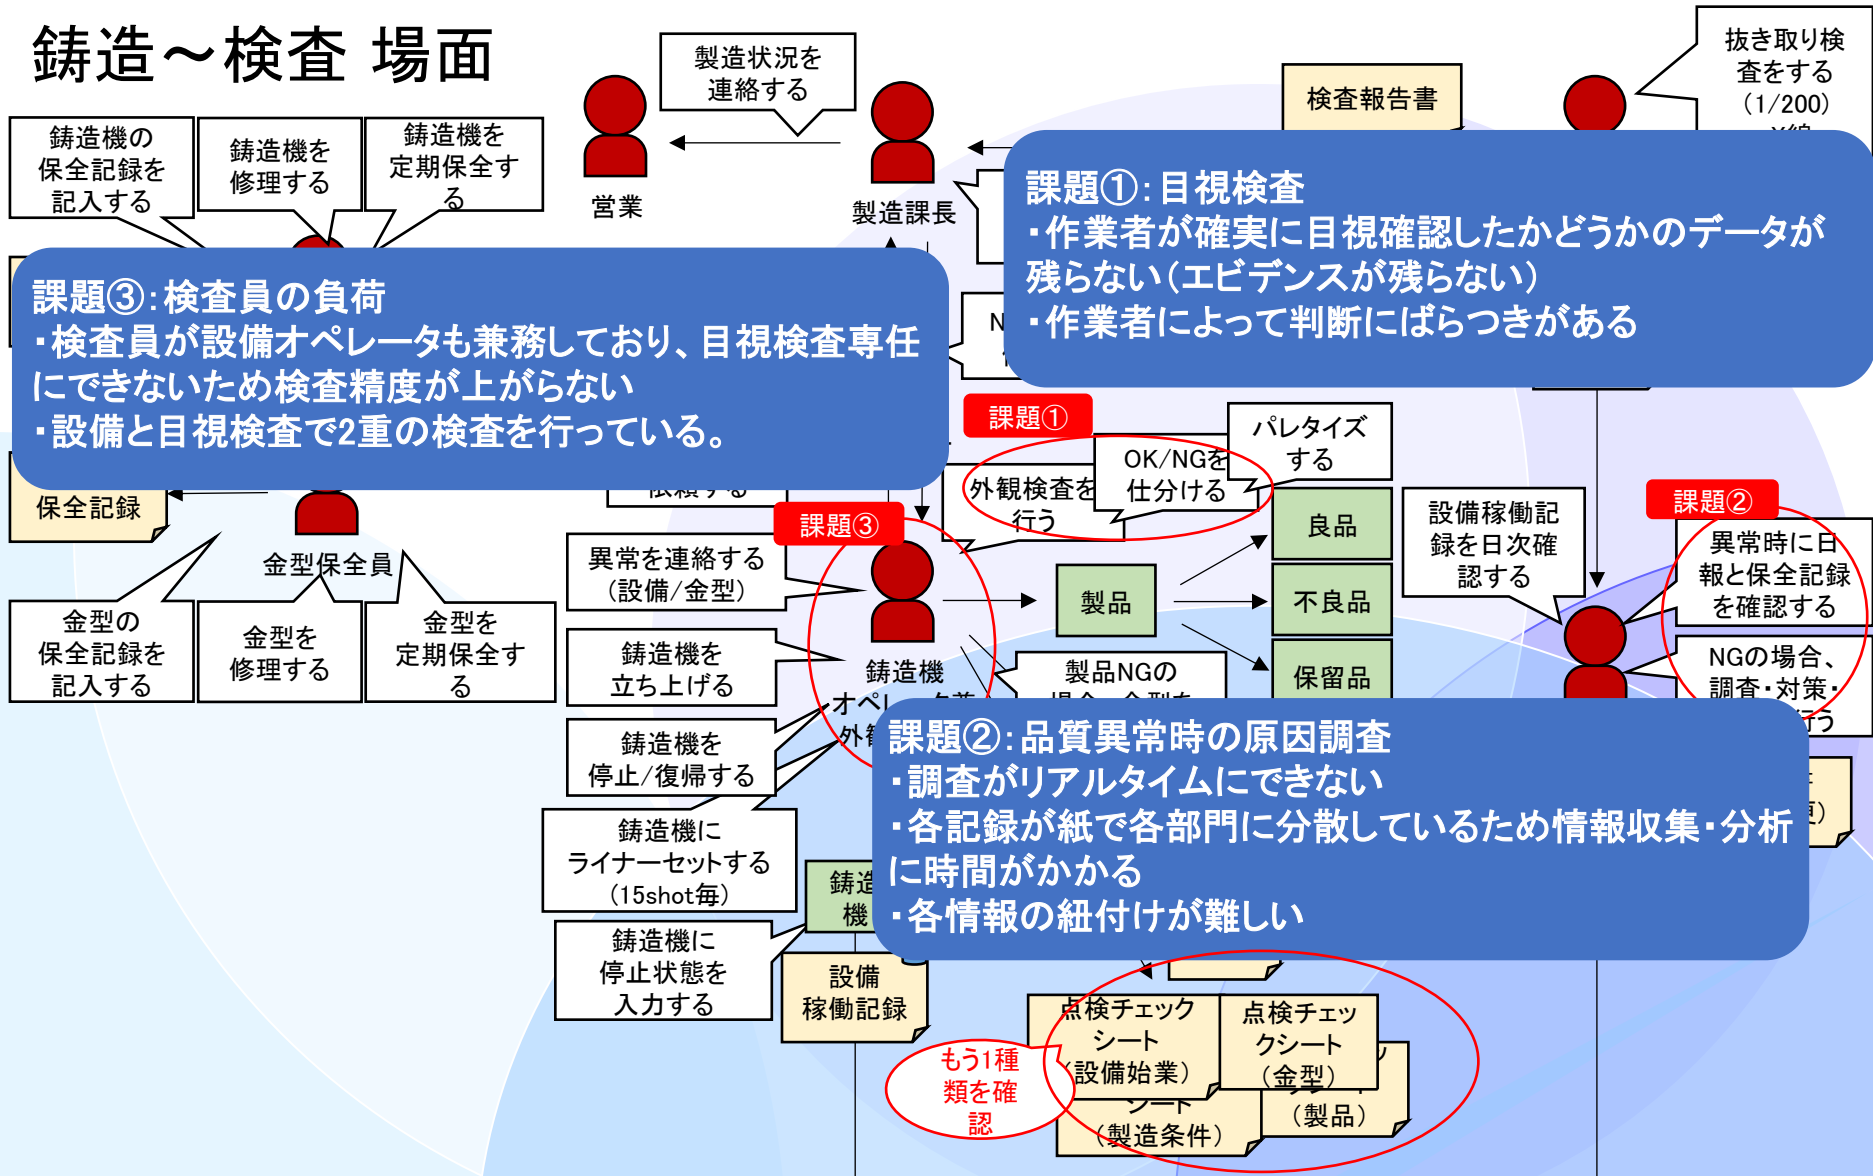 鋳造～検査 場面
製造状況を
連絡する
営業
製造課長
検査報告書
抜き取り検
査をする
（1/200）
鋳造機の
保全記録を
記入する
鋳造機を
修理する
鋳造機を
定期保全す
る
課題①：目視検査
・作業者が確実に目視確認したかどうかのデータが
残らない（エビデンスが残らない）
・作業者によって判断にばらつきがある
課題③：検査員の負荷
・検査員が設備オペレータも兼務しており、目視検査専任
にできないため検査精度が上がらない
・設備と目視検査で2重の検査を行っている。
課題①
パレタイズ
する
OK/NGを
仕分ける
外観検査を
行う
保全記録
金型保全員
金型の
保全記録を
記入する
金型を
修理する
金型を
定期保全す
る
課題③
異常を連絡する
（設備/金型）
鋳造機を
立ち上げる
鋳造機を
停止/復帰する
鋳造機に
ライナーセットする
（15shot毎）
鋳造機に
停止状態を
入力する
鋳造機
製品
良品
不良品
保留品
製品NGの
設備稼働記
録を日次確
認する
課題②
異常時に日
報と保全記録
を確認する
NGの場合、
調査・対策・
行う
課題②：品質異常時の原因調査
・調査がリアルタイムにできない
・各記録が紙で各部門に分散しているため情報収集・分析
に時間がかかる
・各情報の紐付けが難しい
鋳造
機
設備
稼働記録
もう1種
類を確
認
点検チェック
シート
（設備始業）
点検チェッ
クシート
（金型）
シート
（製造条件）
（製品）